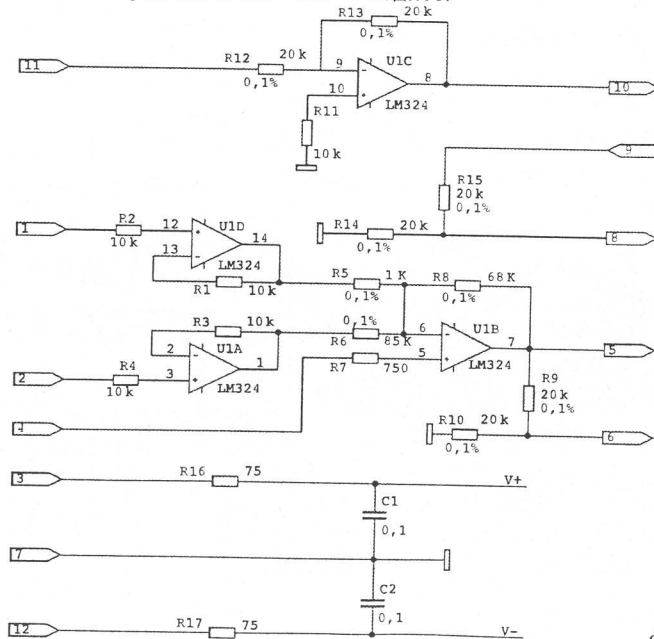 R13 20k
0,1%
R12 20k 9 U1C
11 8
0,1% 10 10
LM324
R11
10k
9
R15
20k
0,1%
R14 20k
8
0,1%
R2 12 U1D
1 14
10k 13
LM324
R5 1K R8 68K
R1 10k 0,1% 0,1%
R3 10k 0,1%
R6 85K 6 U1B
2 U1A 7
5
1 R7 750 5
R4 3 LM324
2 LM324 R9
10k 20k
0,1%
R10 20k
6
0,1%
R16 75
3 V+
C1
0,1
7
C2
0,1
R17 75
12 V-